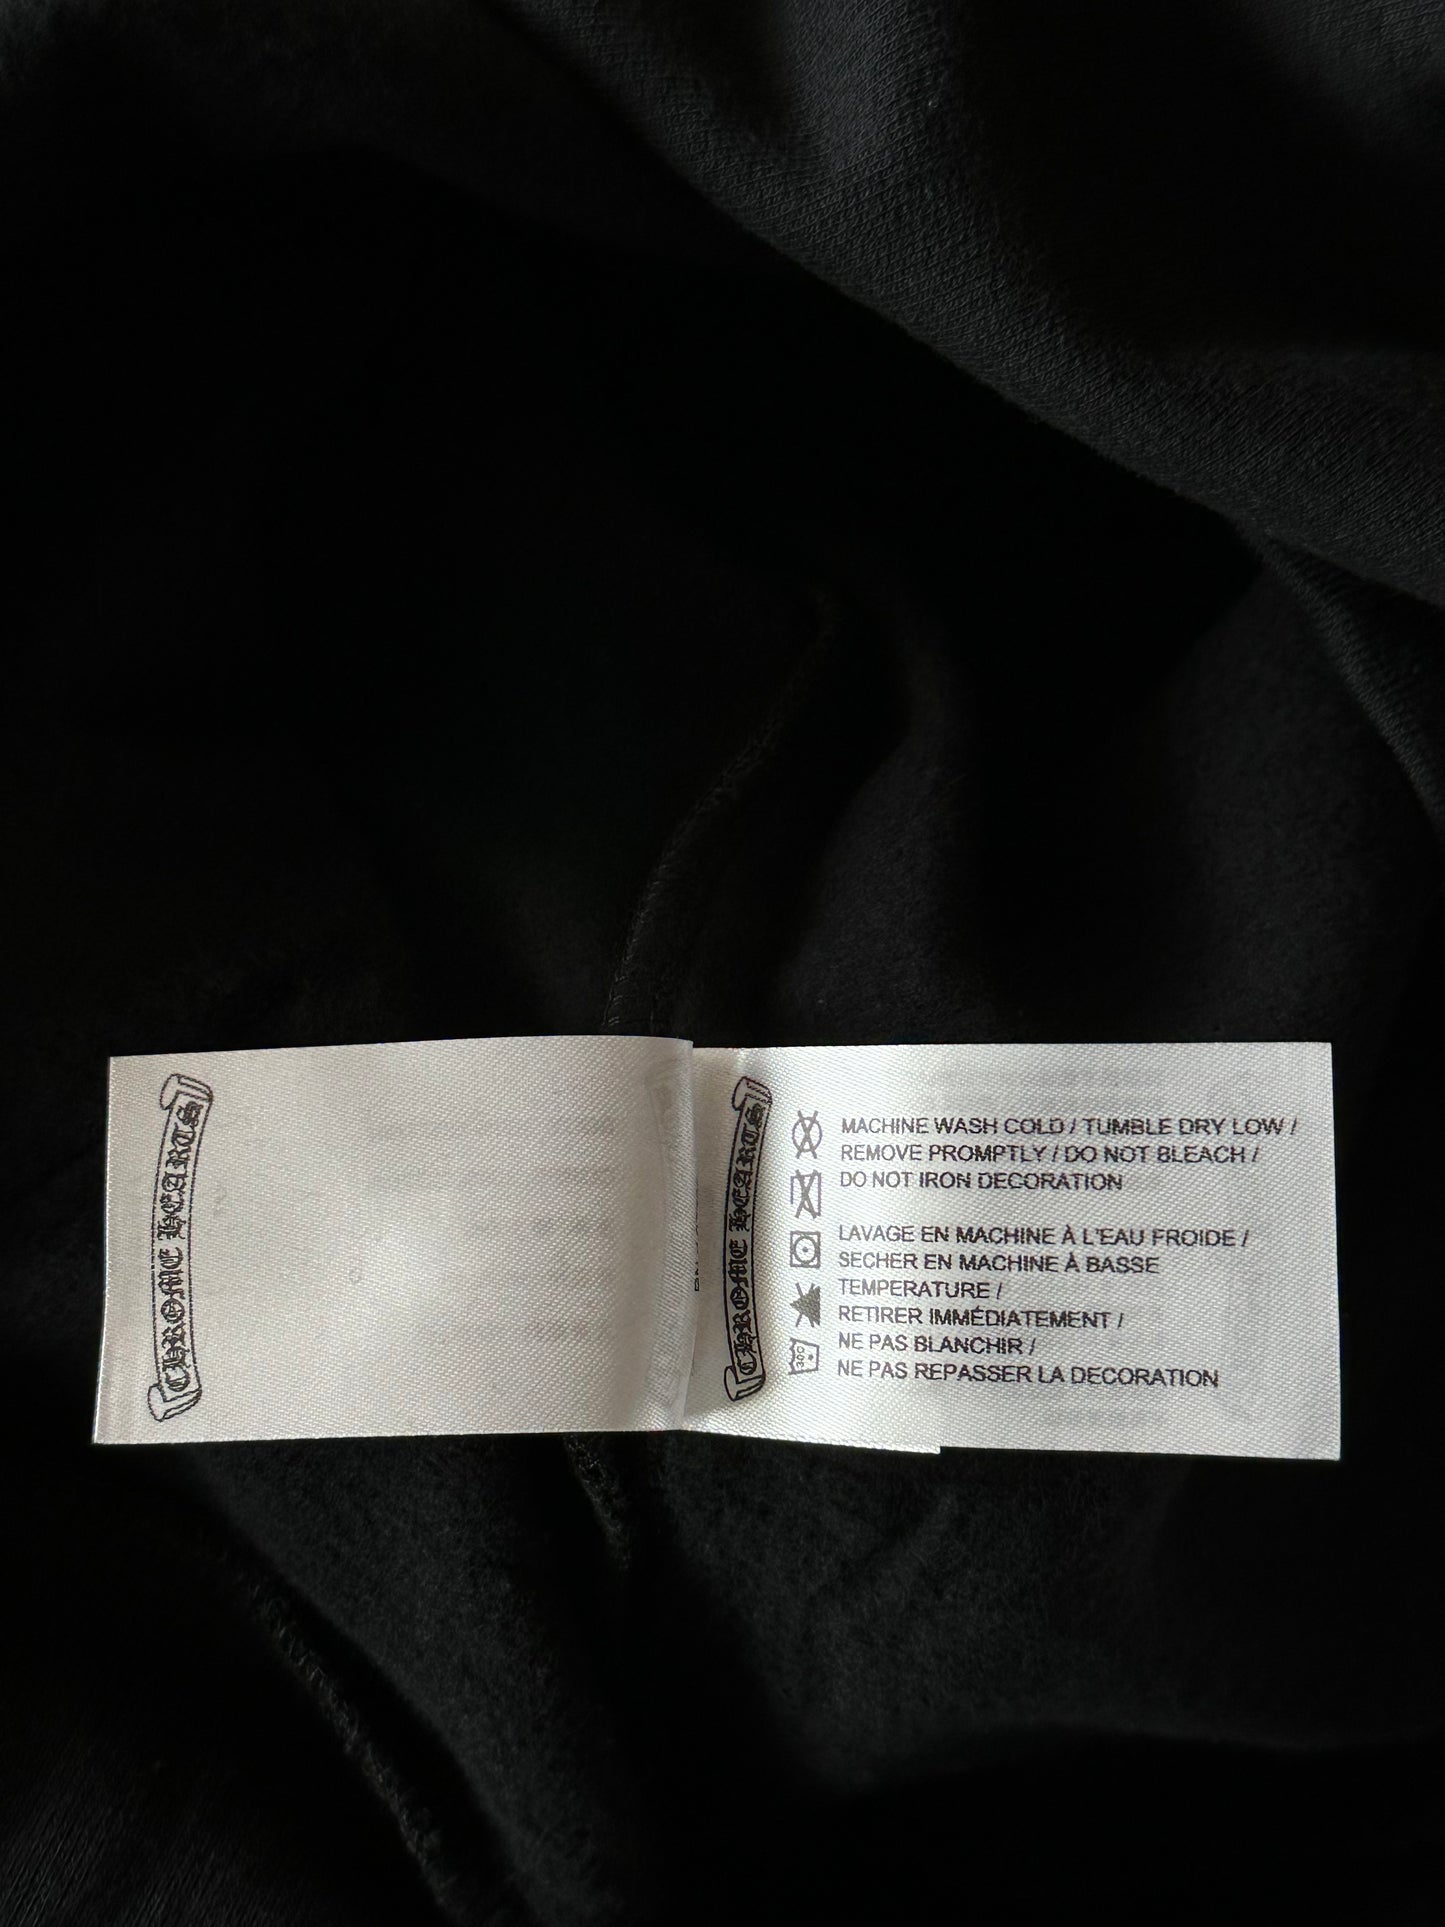 CHROME HEARTS
CHROME HEARTS
MACHINE WASH COLD / TUMBLE DRY LOW /
REMOVE PROMPTLY / DO NOT BLEACH /
DO NOT IRON DECORATION
LAVAGE EN MACHINE À L'EAU FROIDE /
SECHER EN MACHINE À BASSE
TEMPERATURE /
RETIRER IMMÉDIATEMENT /
NE PAS BLANCHIR /
NE PAS REPASSER LA DECORATION
30C